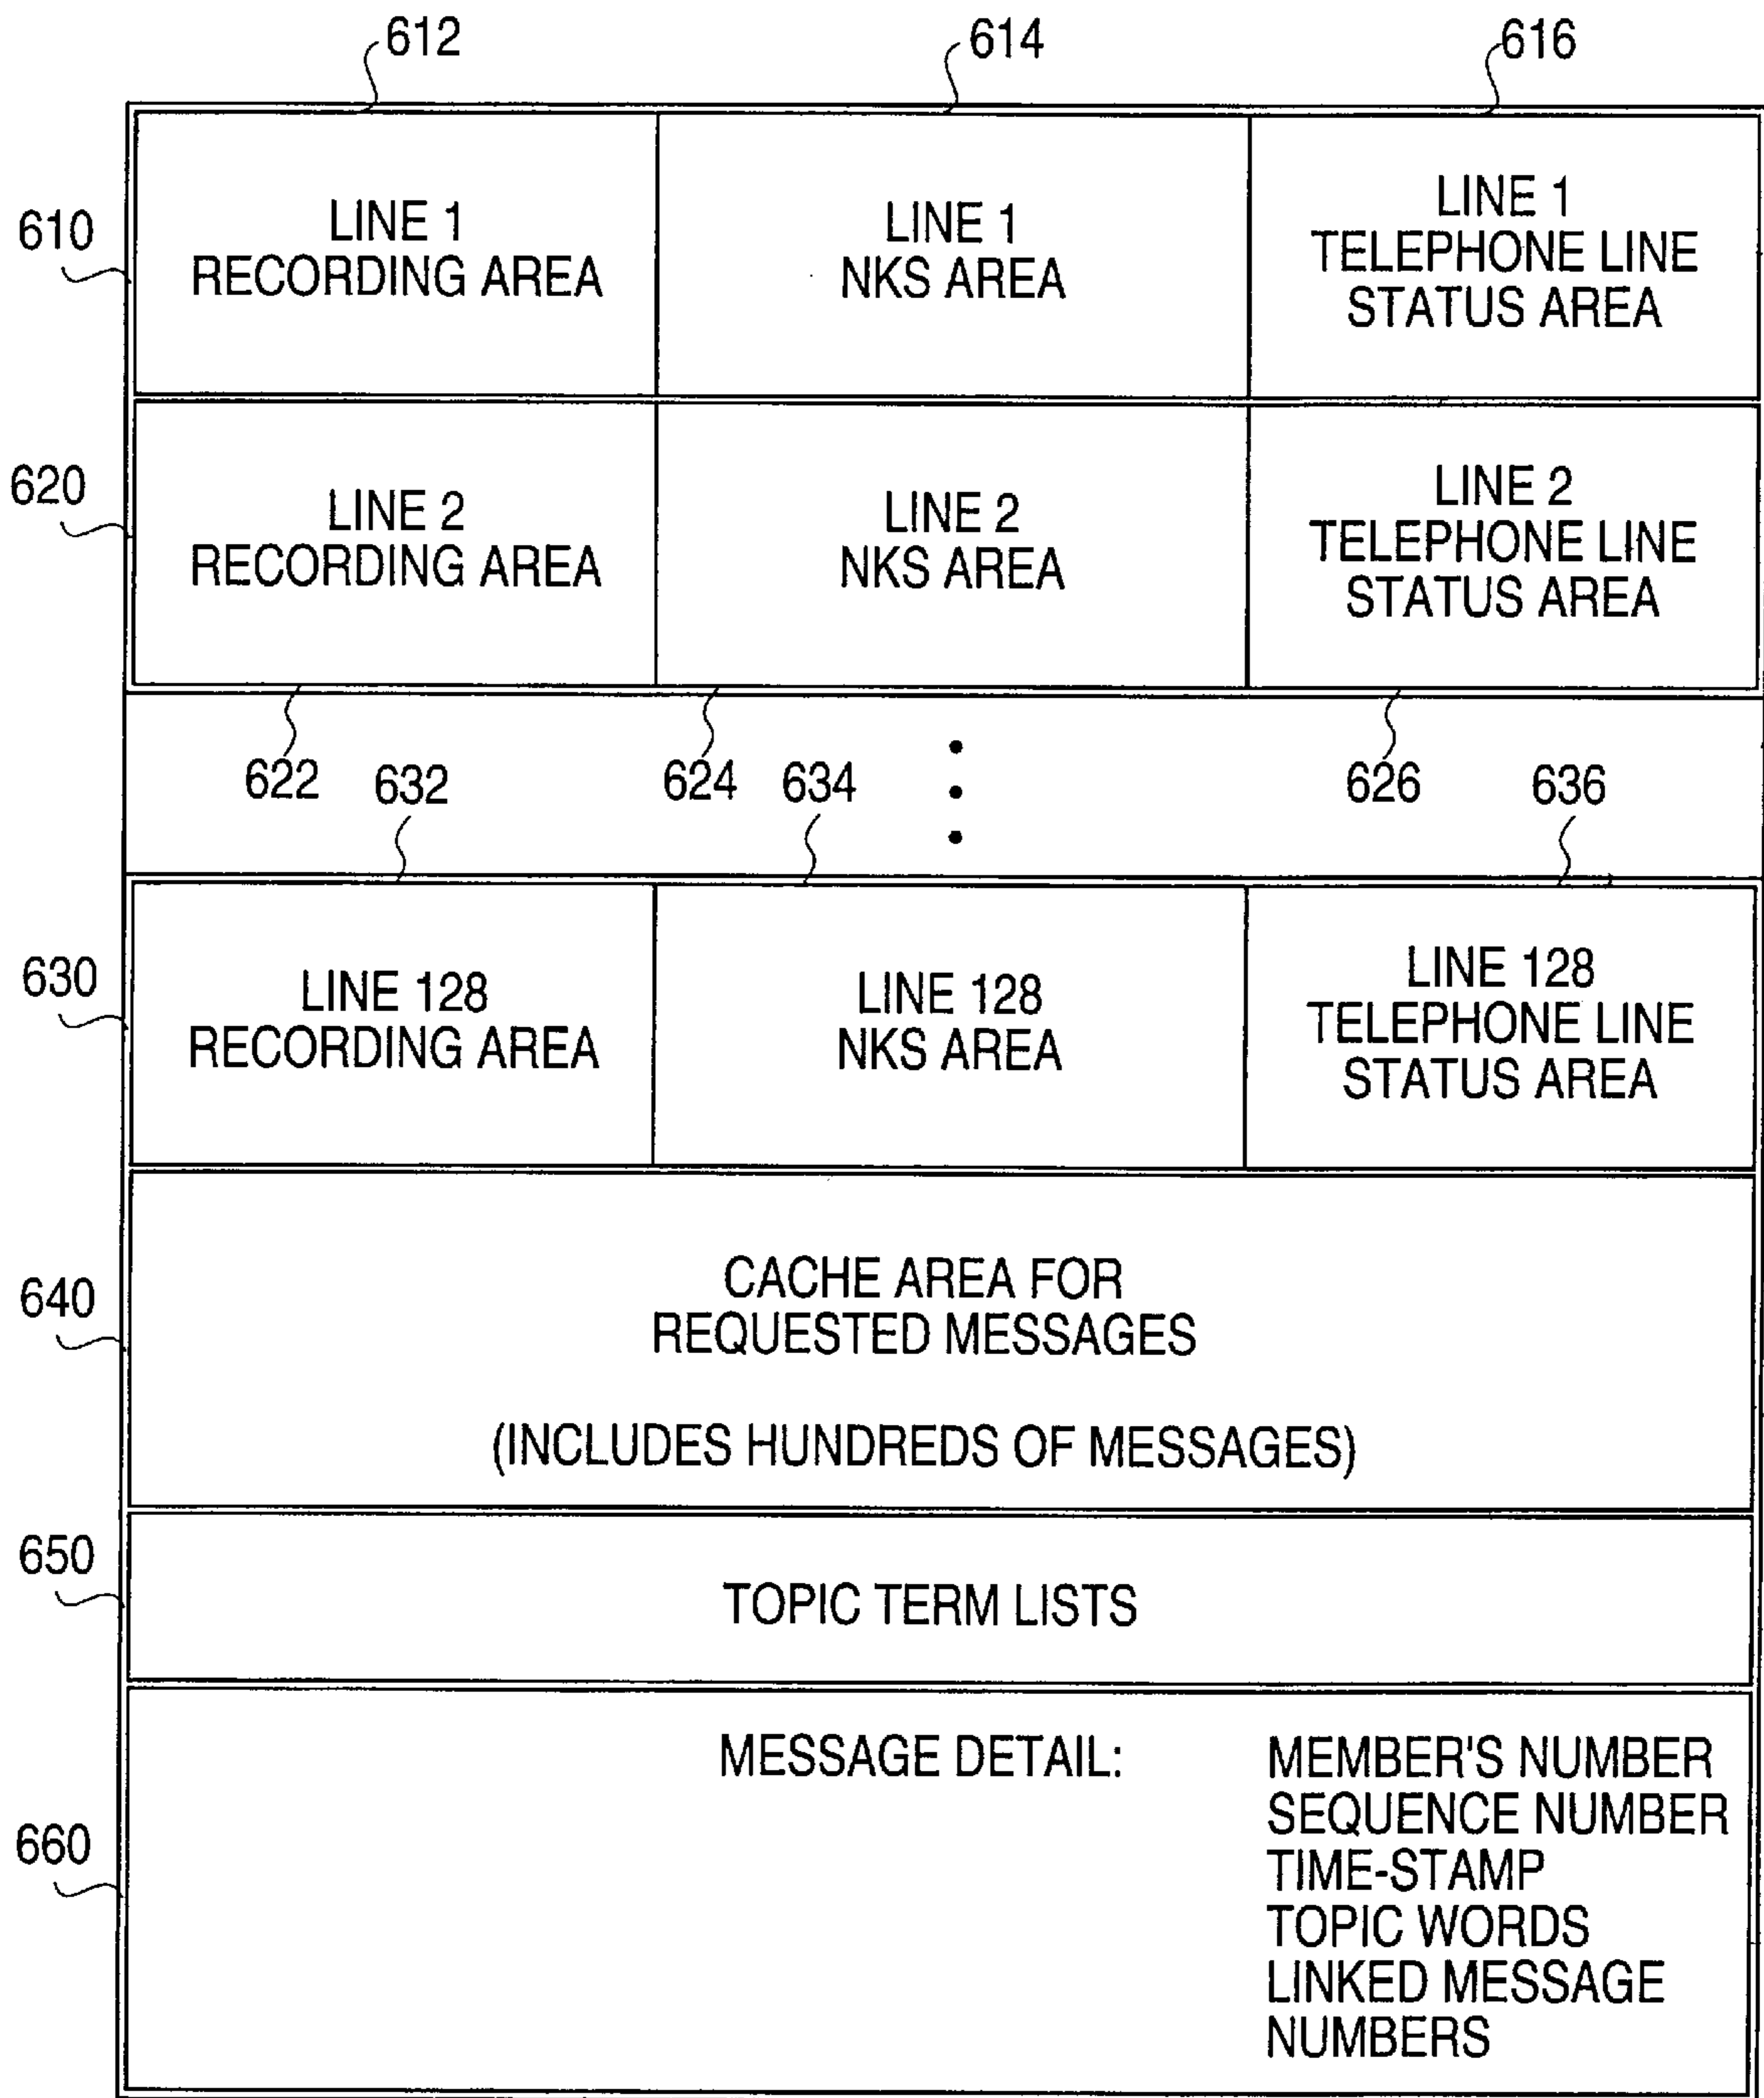 612
614
616
610
LINE 1
RECORDING AREA
LINE 1
NKS AREA
LINE 1
TELEPHONE LINE
STATUS AREA
620
LINE 2
RECORDING AREA
LINE 2
NKS AREA
LINE 2
TELEPHONE LINE
STATUS AREA
622
632
624
634
626
636
630
LINE 128
RECORDING AREA
LINE 128
NKS AREA
LINE 128
TELEPHONE LINE
STATUS AREA
640
CACHE AREA FOR
REQUESTED MESSAGES
(INCLUDES HUNDREDS OF MESSAGES)
650
TOPIC TERM LISTS
660
MESSAGE DETAIL:
MEMBER'S NUMBER
SEQUENCE NUMBER
TIME-STAMP
TOPIC WORDS
LINKED MESSAGE
NUMBERS